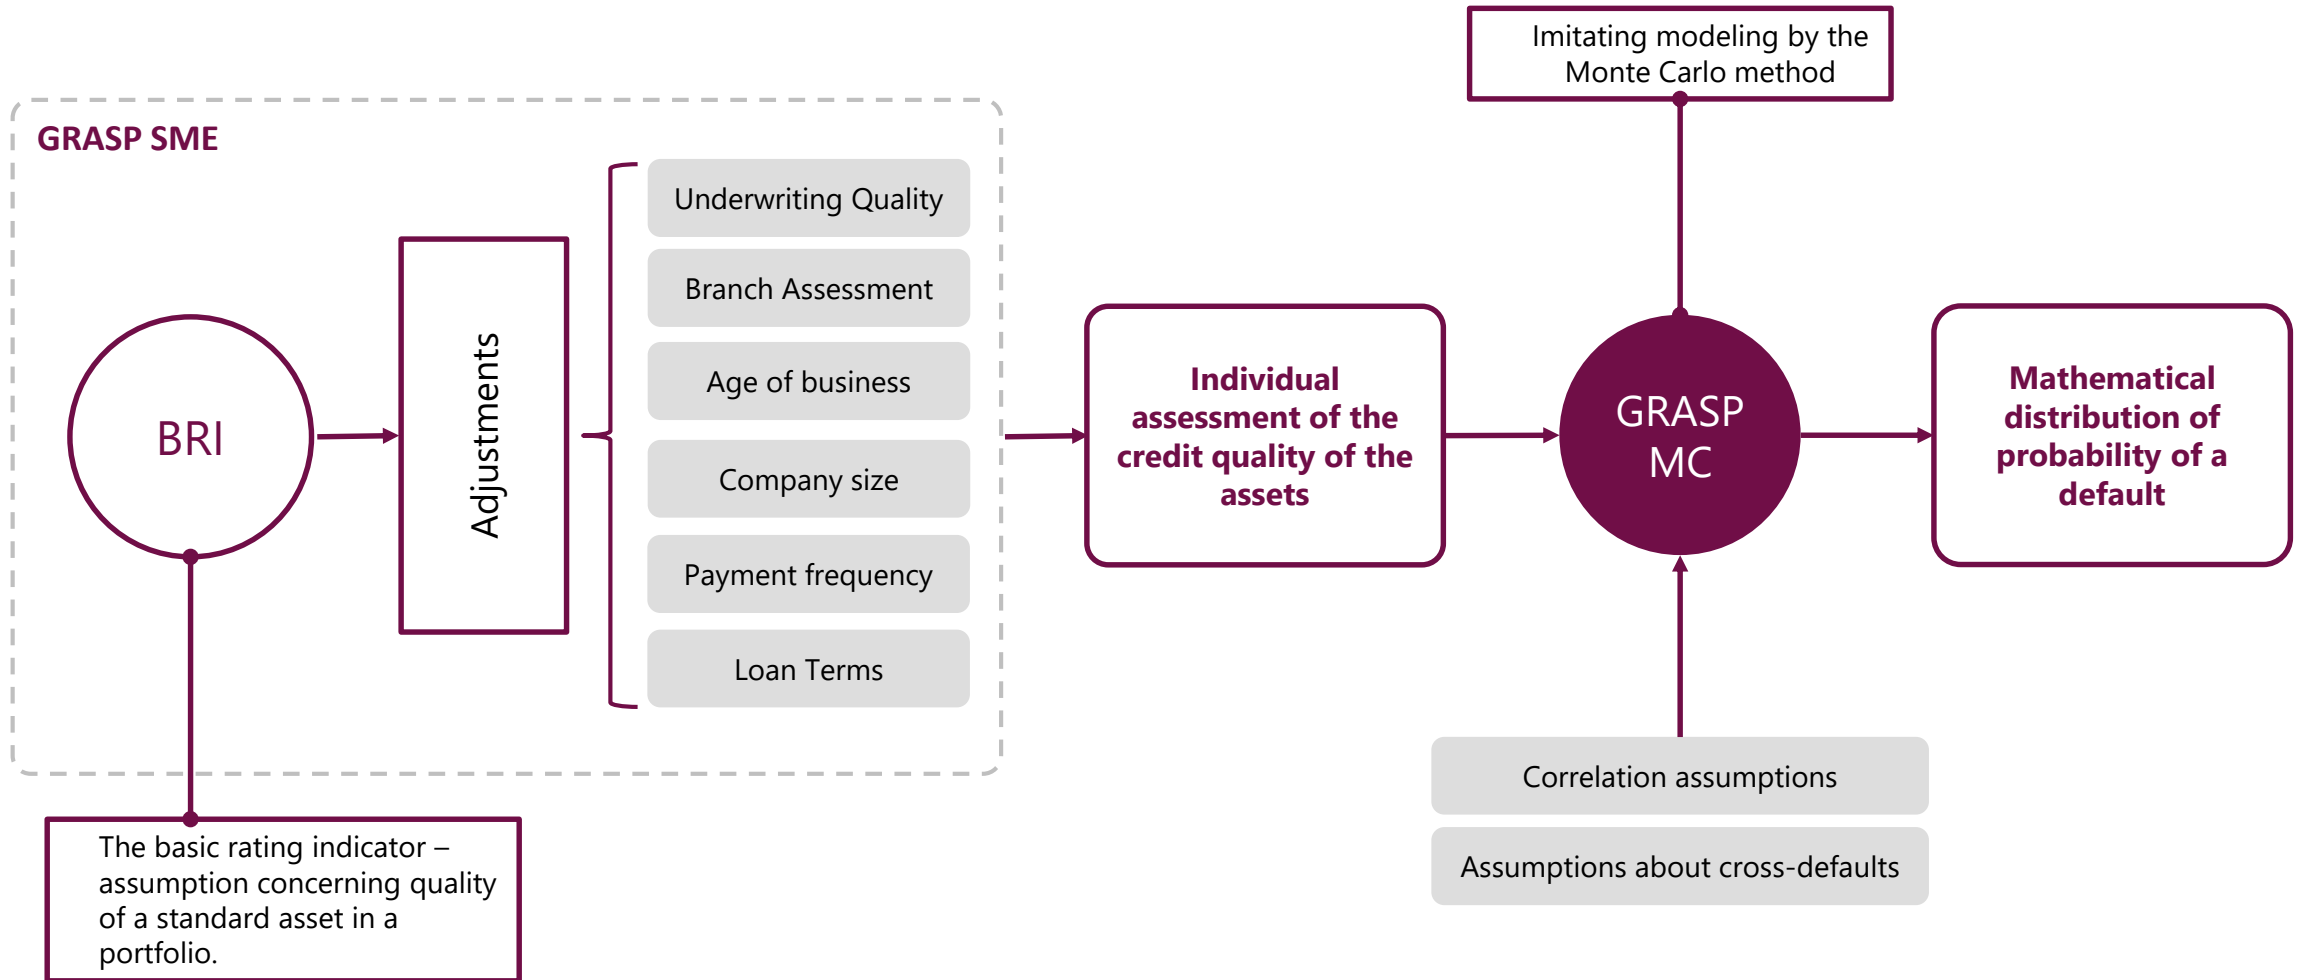 Imitating modeling by the
Monte Carlo method
GRASP SME
Underwriting Quality
Branch Assessment
Age of business
Company size
Payment frequency
Loan Terms
BRI
Adjustments
Individual
assessment of the
credit quality of the
assets
GRASP
MC
Mathematical
distribution of
probability of a
default
Correlation assumptions
Assumptions about cross-defaults
The basic rating indicator –
assumption concerning quality
of a standard asset in a
portfolio.